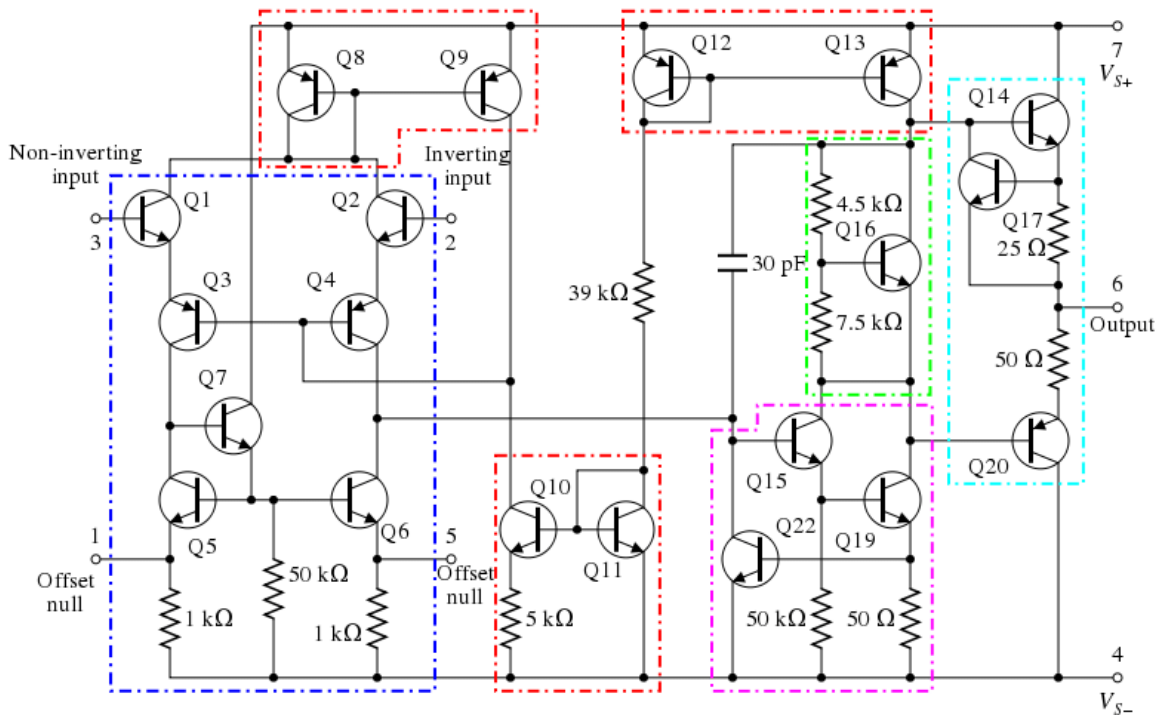 Q8
Q9
Q12
Q13
7
VS+
Q14
Non-inverting
input
Inverting
input
Q1
Q2
3
2
4.5 kΩ
Q16
Q17
25 Ω
30 pF
39 kΩ
Q3
Q4
6
Output
7.5 kΩ
50 Ω
Q7
Q15
Q20
Q10
Q22
1
Q5
Q6
5
Q19
Offset
null
50 kΩ
Offset
null
Q11
1 kΩ
1 kΩ
5 kΩ
50 kΩ
50 Ω
4
VS−